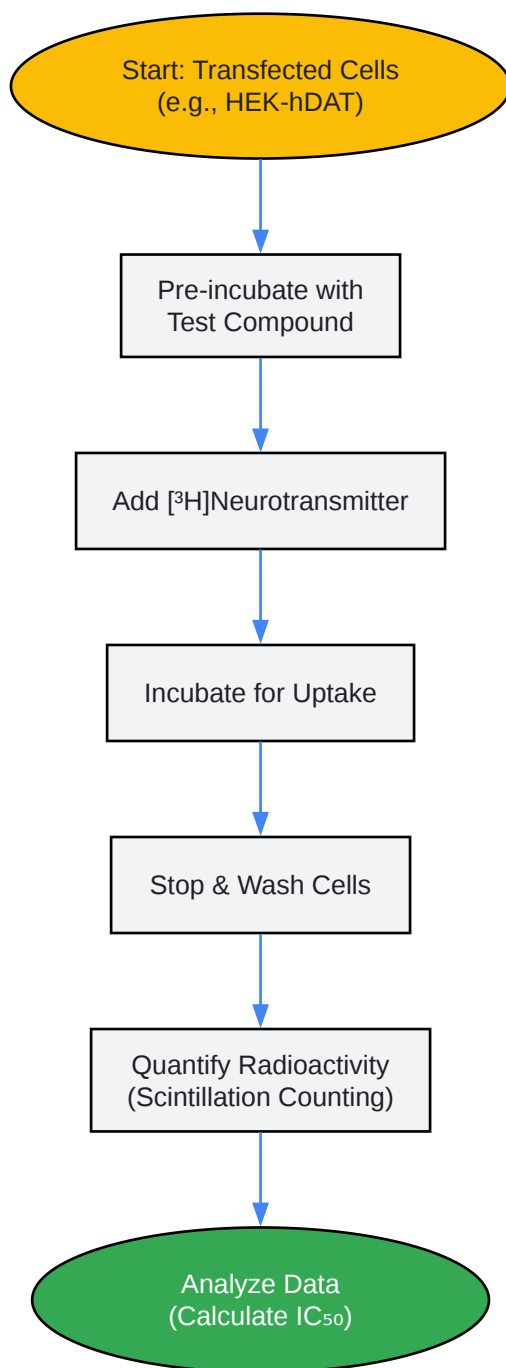 Start: Transfected Cells
(e.g., HEK-hDAT)
Pre-incubate with
Test Compound
Add [³H]Neurotransmitter
Incubate for Uptake
Stop & Wash Cells
Quantify Radioactivity
(Scintillation Counting)
Analyze Data
(Calculate IC₅₀)